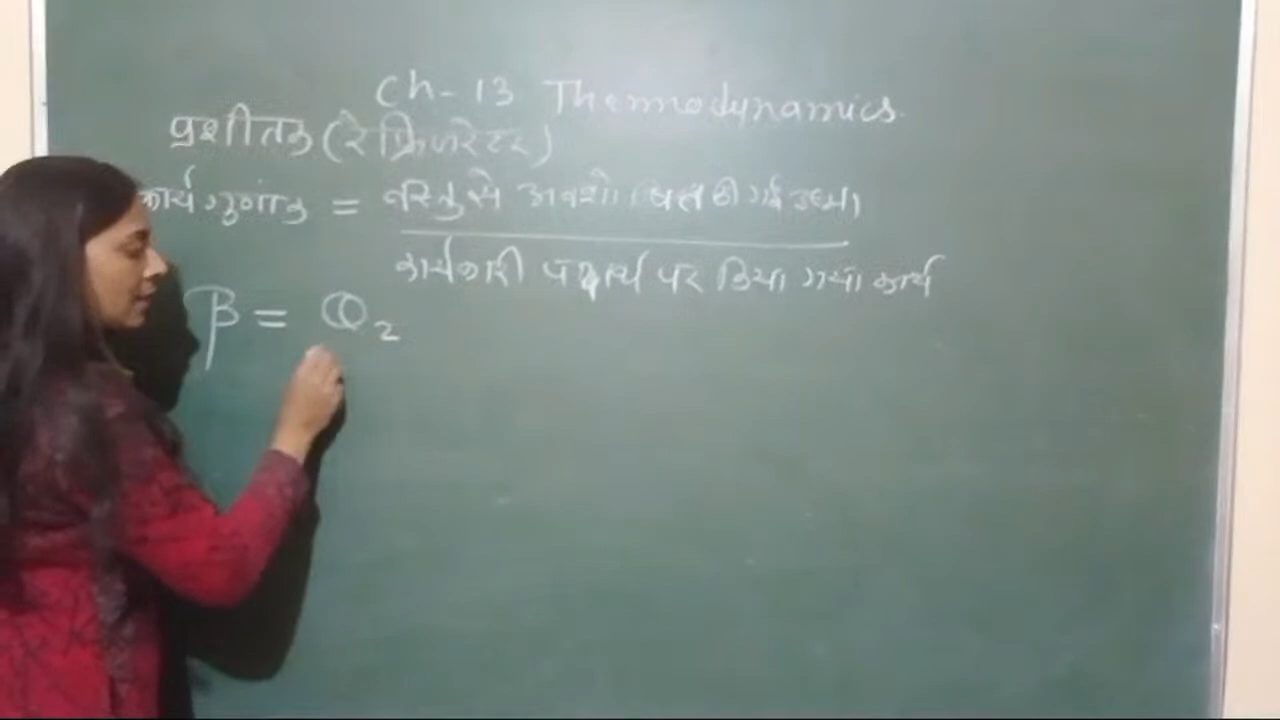 Ch-13 Thermodynamics
प्रशीतक (रेफ्रिजरेटर)
कार्य गुणांक = वस्तु से अवशोषित की गई ऊष्मा
कार्यकारी पदार्थ पर किया गया कार्य
β = Q₂